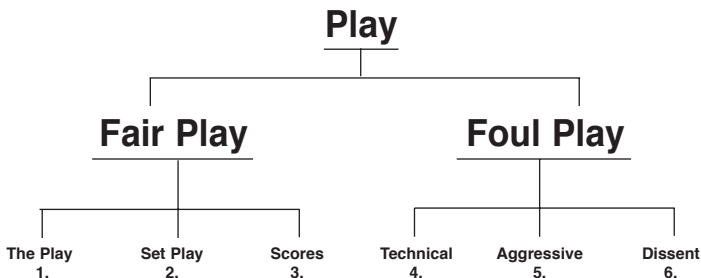 Play
Fair Play Foul Play
The Play Set Play Scores Technical Aggressive Dissent
1. 2. 3. 4. 5. 6.